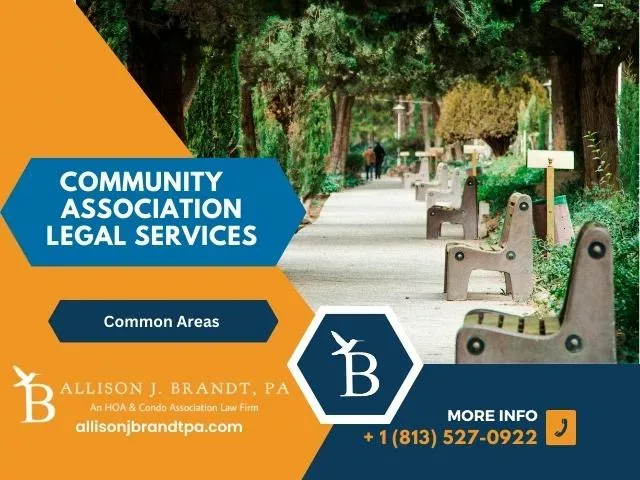 COMMUNITY
ASSOCIATION
LEGAL SERVICES
Common Areas
B ALLISON J. BRANDT, PA
An HOA & Condo Association Law Firm
allisonjbrandtpa.com
B
MORE INFO
+ 1 (813) 527-0922